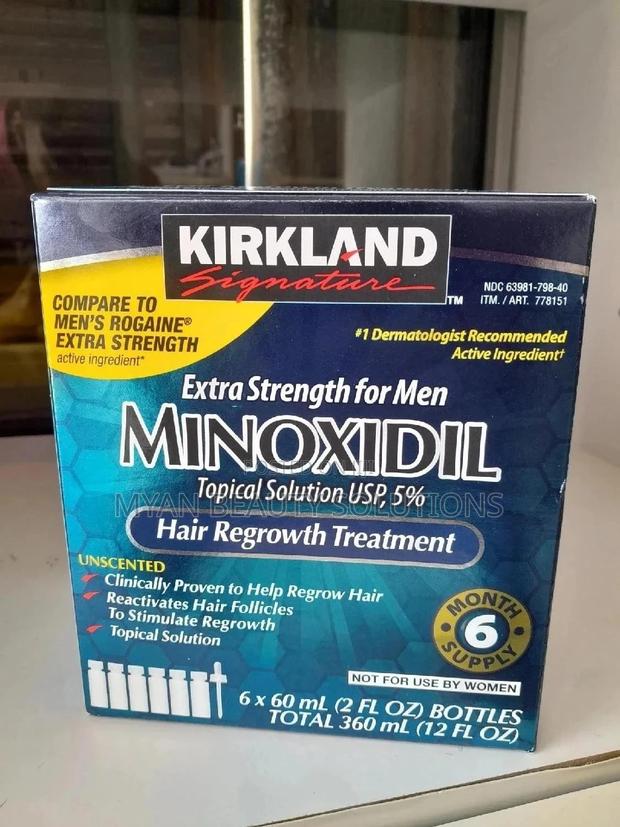 KIRKLAND
Signature™
NDC 63981-798-40
ITM. / ART. 778151
COMPARE TO
MEN'S ROGAINE®
EXTRA STRENGTH
active ingredient*
#1 Dermatologist Recommended
Active Ingredient†
Extra Strength for Men
MINOXIDIL
Topical Solution USP, 5%
MYAN BEAUTY SOLUTIONS
Hair Regrowth Treatment
UNSCENTED
Clinically Proven to Help Regrow Hair
Reactivates Hair Follicles
To Stimulate Regrowth
Topical Solution
MONTH
6
SUPPLY
NOT FOR USE BY WOMEN
6 x 60 mL (2 FL OZ) BOTTLES
TOTAL 360 mL (12 FL OZ)